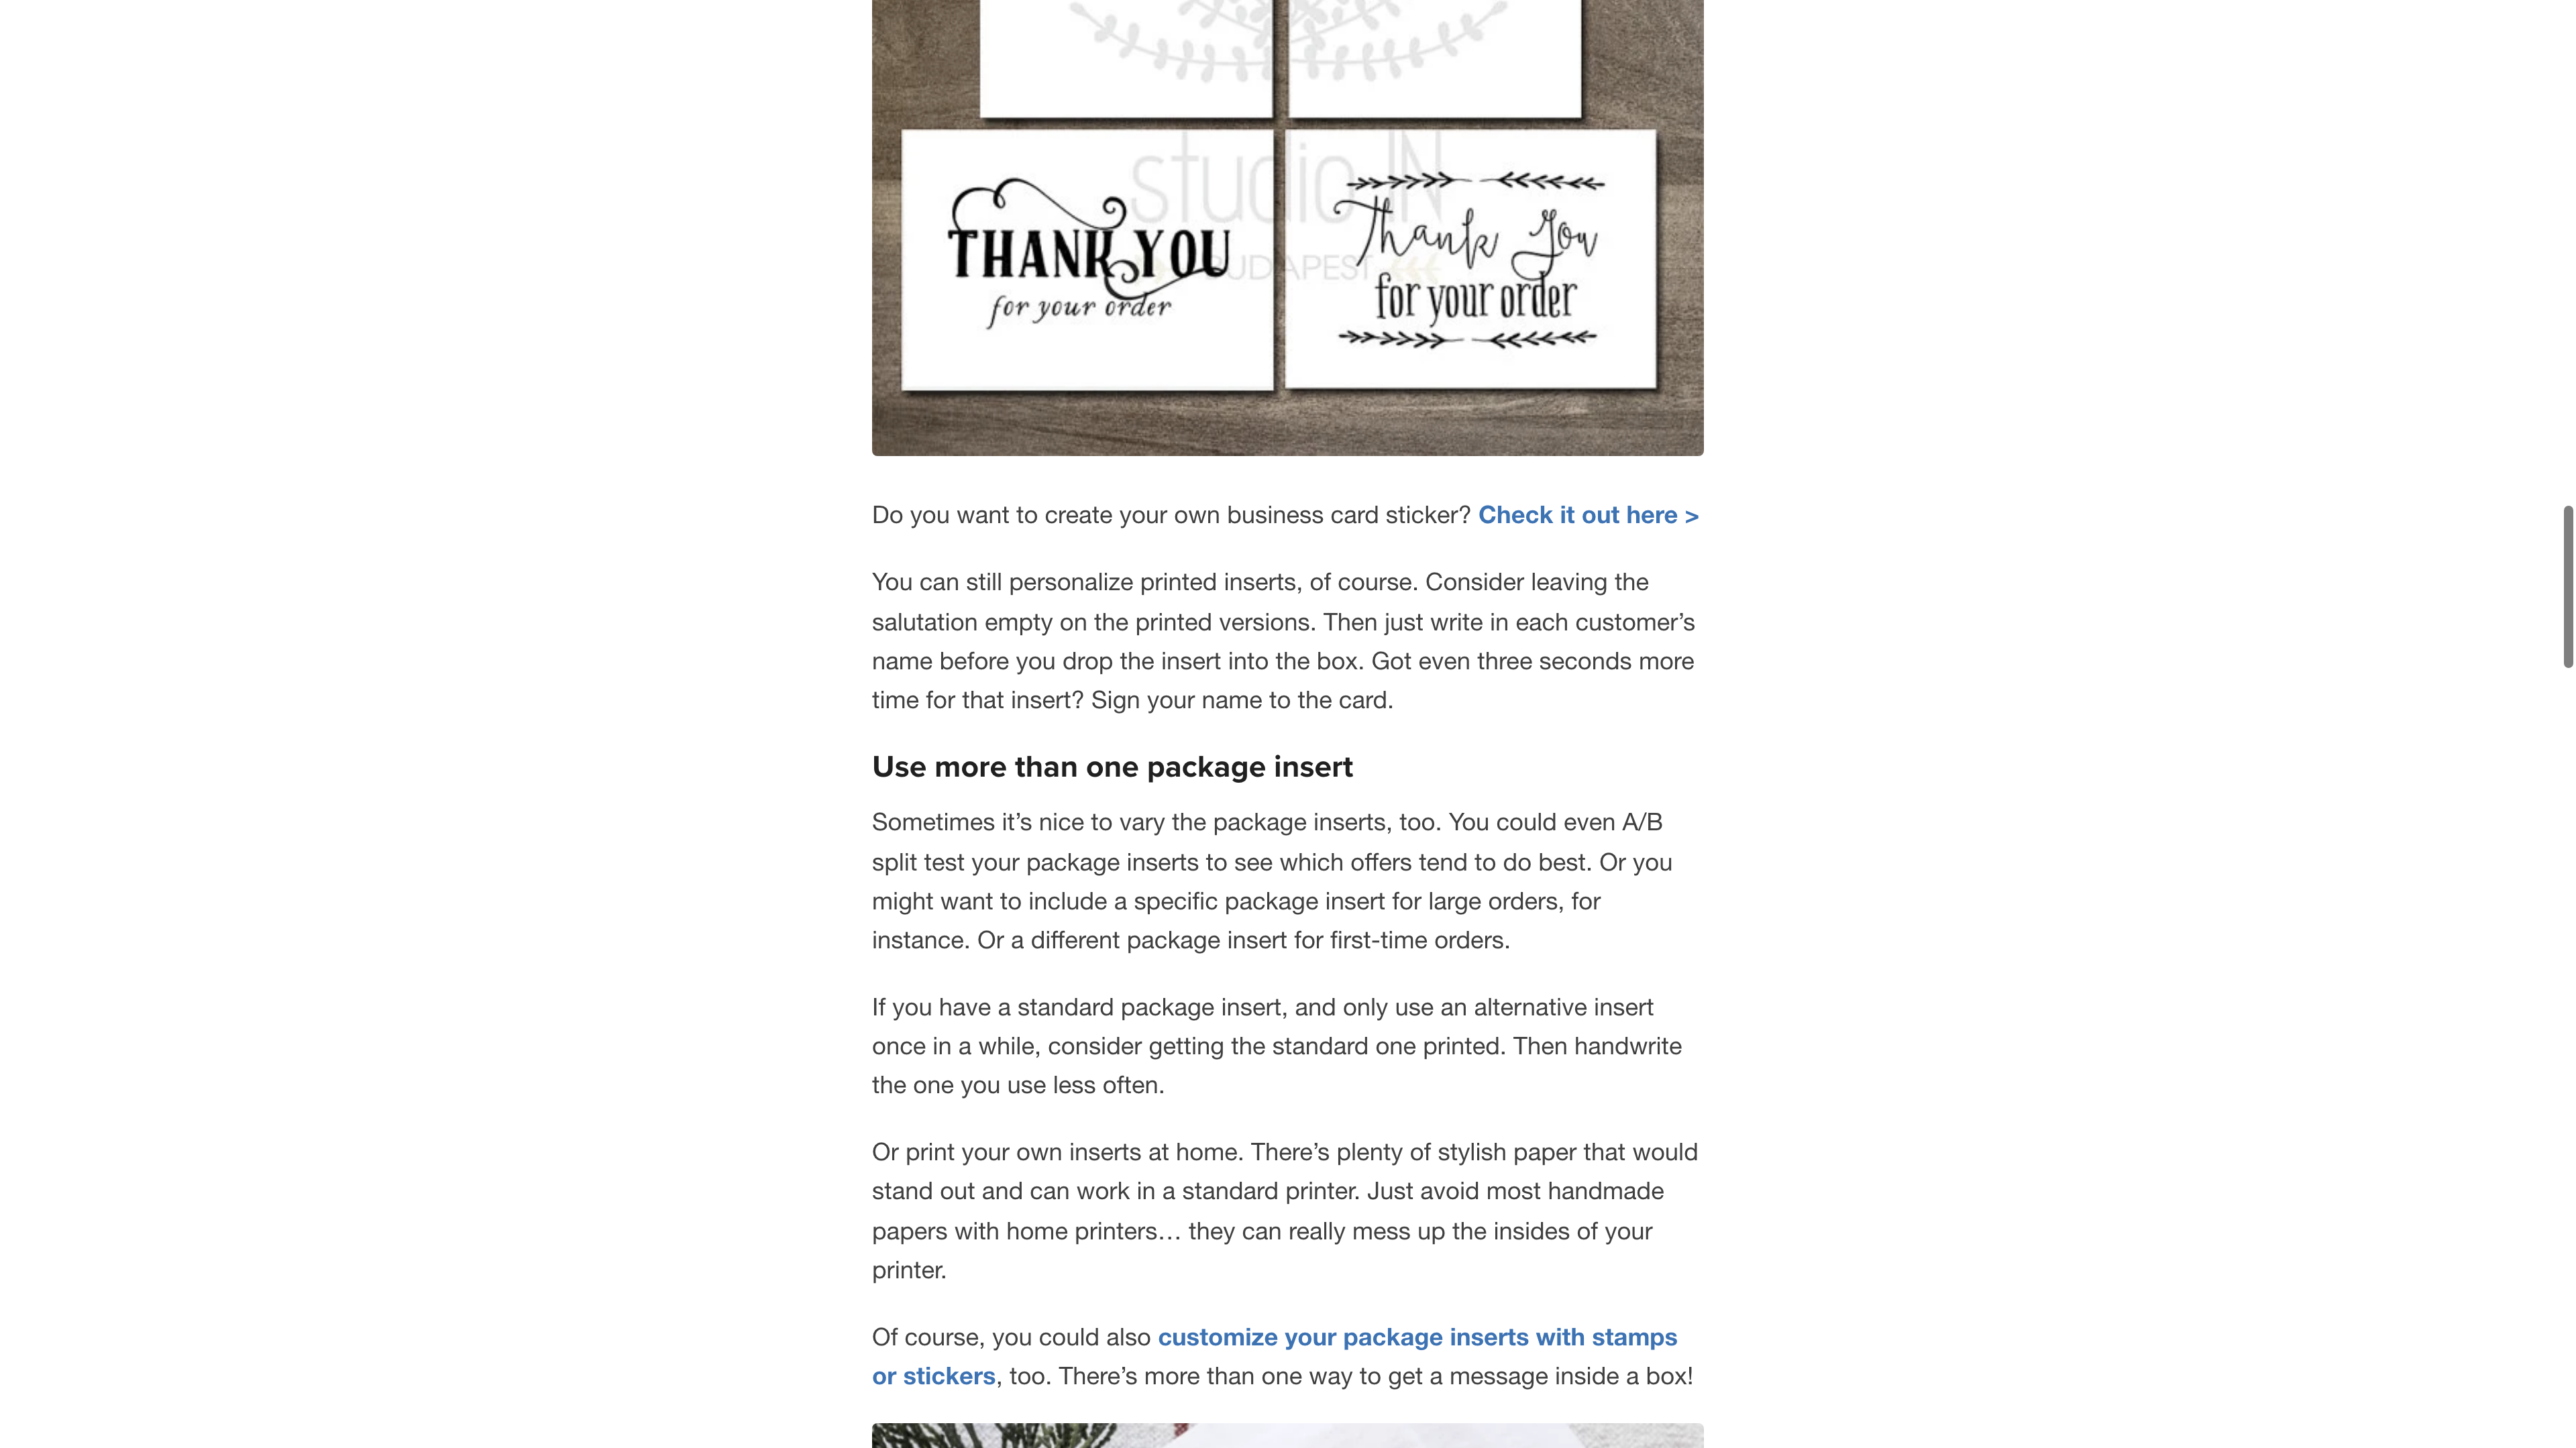 studio IN
BUDAPEST
THANK YOU
for your order
Thank You
for your order
Do you want to create your own business card sticker? Check it out here >
You can still personalize printed inserts, of course. Consider leaving the
salutation empty on the printed versions. Then just write in each customer’s
name before you drop the insert into the box. Got even three seconds more
time for that insert? Sign your name to the card.
Use more than one package insert
Sometimes it’s nice to vary the package inserts, too. You could even A/B
split test your package inserts to see which offers tend to do best. Or you
might want to include a specific package insert for large orders, for
instance. Or a different package insert for first-time orders.
If you have a standard package insert, and only use an alternative insert
once in a while, consider getting the standard one printed. Then handwrite
the one you use less often.
Or print your own inserts at home. There’s plenty of stylish paper that would
stand out and can work in a standard printer. Just avoid most handmade
papers with home printers… they can really mess up the insides of your
printer.
Of course, you could also customize your package inserts with stamps
or stickers, too. There’s more than one way to get a message inside a box!